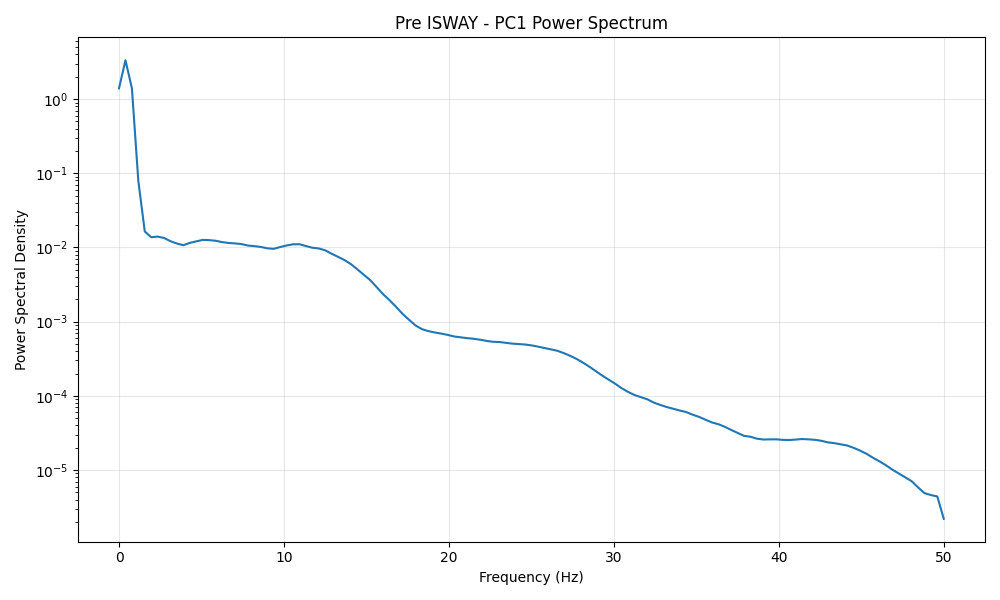 Pre ISWAY - PC1 Power Spectrum
Power Spectral Density
10⁰
10⁻¹
10⁻²
10⁻³
10⁻⁴
10⁻⁵
0 10 20 30 40 50
Frequency (Hz)